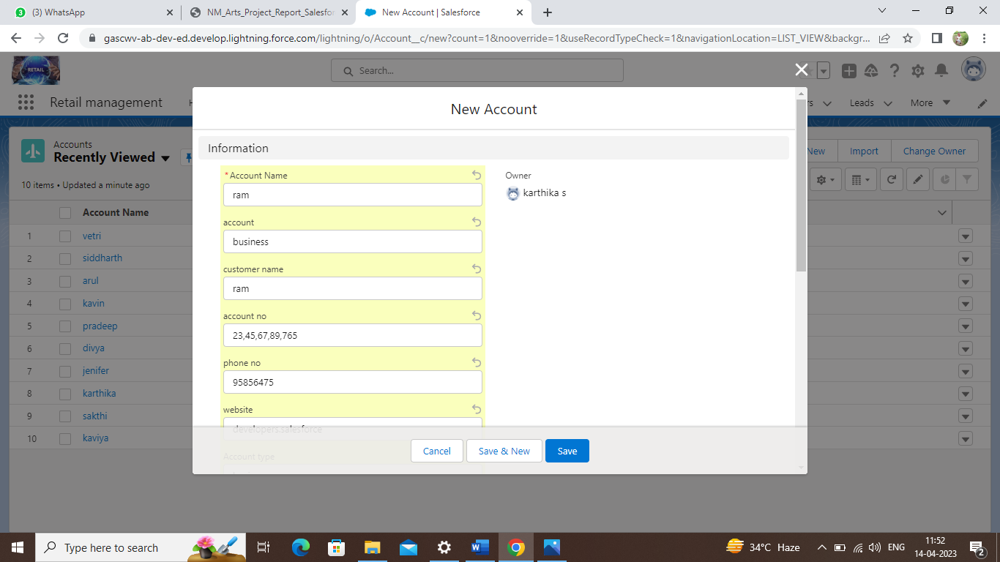 (3) WhatsApp
NM_Arts_Project_Report_Salesfor
New Account | Salesforce
gascwv-ab-dev-ed.develop.lightning.force.com/lightning/o/Account__c/new?count=1&nooverride=1&useRecordTypeCheck=1&navigationLocation=LIST_VIEW&backgr...
RETAIL
Search...
Retail management
rs
Leads
More
New Account
Accounts
Recently Viewed
New
Import
Change Owner
10 items • Updated a minute ago
Information
*Account Name
ram
Owner
karthika s
account
business
customer name
ram
account no
23,45,67,89,765
phone no
95856475
website
developers.salesforce
Account type
Account Name
1 vetri
2 siddharth
3 arul
4 kavin
5 pradeep
6 divya
7 jenifer
8 karthika
9 sakthi
10 kaviya
Cancel
Save & New
Save
Type here to search
34°C Haze
ENG
11:52
14-04-2023
2